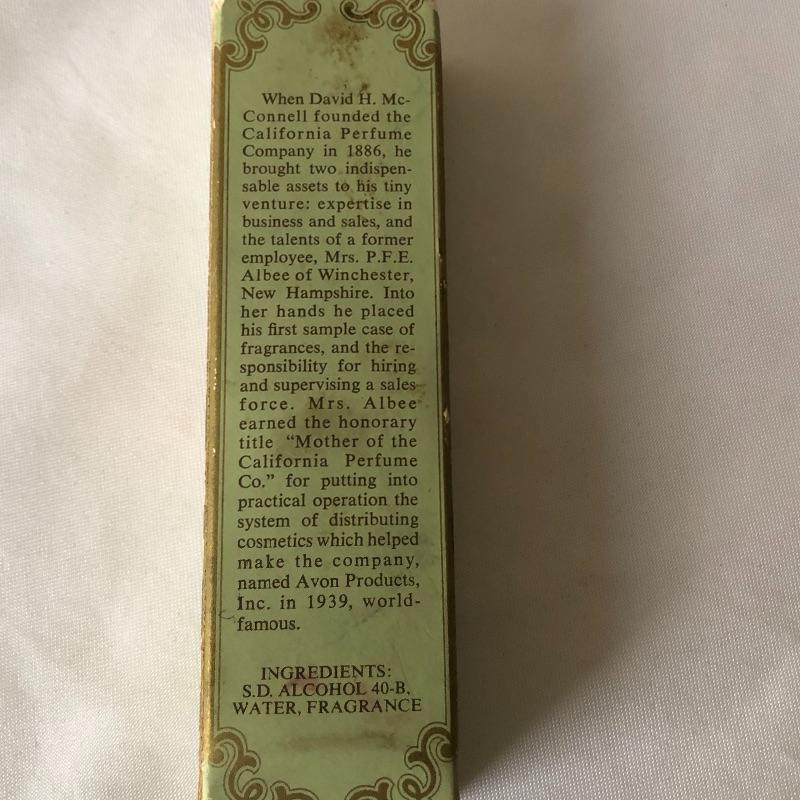 When David H. Mc-
Connell founded the
California Perfume
Company in 1886, he
brought two indispen-
sable assets to his tiny
venture: expertise in
business and sales, and
the talents of a former
employee, Mrs. P.F.E.
Albee of Winchester,
New Hampshire. Into
her hands he placed
his first sample case of
fragrances, and the re-
sponsibility for hiring
and supervising a sales
force. Mrs. Albee
earned the honorary
title “Mother of the
California Perfume
Co.” for putting into
practical operation the
system of distributing
cosmetics which helped
make the company,
named Avon Products,
Inc. in 1939, world-
famous.
INGREDIENTS:
S.D. ALCOHOL 40-B,
WATER, FRAGRANCE